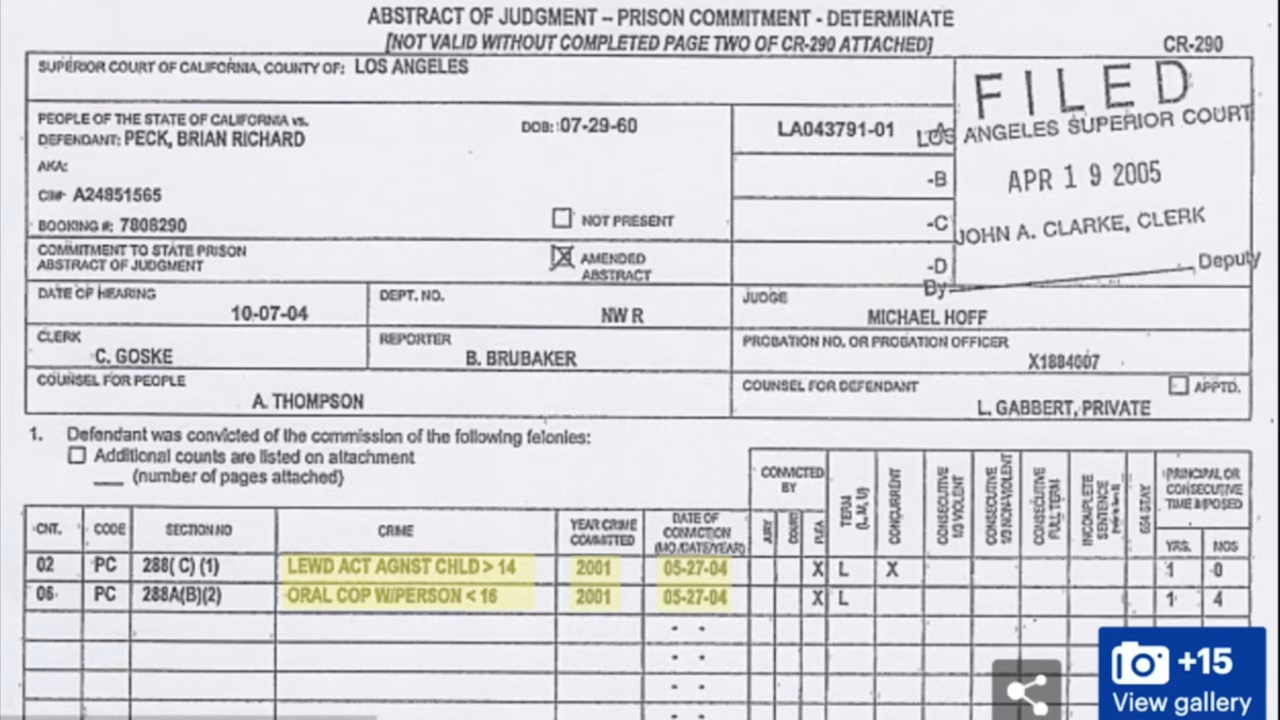 ABSTRACT OF JUDGMENT – PRISON COMMITMENT - DETERMINATE
[NOT VALID WITHOUT COMPLETED PAGE TWO OF CR-290 ATTACHED]
CR-290
SUPERIOR COURT OF CALIFORNIA, COUNTY OF: LOS ANGELES
PEOPLE OF THE STATE OF CALIFORNIA vs.
DEFENDANT: PECK, BRIAN RICHARD
DOB: 07-29-60
AKA:
CII# A24851565
BOOKING #: 7808290
NOT PRESENT
COMMITMENT TO STATE PRISON
ABSTRACT OF JUDGMENT
AMENDED
ABSTRACT
LA043791-01 -A
-B
-C
-D
FILED
LOS ANGELES SUPERIOR COURT
APR 19 2005
JOHN A. CLARKE, CLERK
By Deputy
DATE OF HEARING
10-07-04
DEPT. NO.
NW R
JUDGE
MICHAEL HOFF
CLERK
C. GOSKE
REPORTER
B. BRUBAKER
PROBATION NO. OR PROBATION OFFICER
X1884007
COUNSEL FOR PEOPLE
A. THOMPSON
COUNSEL FOR DEFENDANT
APPTD.
L. GABBERT, PRIVATE
1. Defendant was convicted of the commission of the following felonies:
Additional counts are listed on attachment
(number of pages attached)
CNT.
CODE
SECTION NO
CRIME
YEAR CRIME
COMMITTED
DATE OF
CONVICTION
(MO./DATE/YEAR)
CONVICTED
BY
JURY
COURT
PLEA
TERM
(L, M, U)
CONCURRENT
CONSECUTIVE
1/3 VIOLENT
CONSECUTIVE
1/3 NON-VIOLENT
CONSECUTIVE
FULL TERM
INCOMPLETE
SENTENCE
654 STAY
PRINCIPAL OR
CONSECUTIVE
TIME IMPOSED
YRS.
MOS
02 PC 288( C) (1) LEWD ACT AGNST CHLD > 14 2001 05-27-04 X L X 1 0
06 PC 288A(B)(2) ORAL COP W/PERSON < 16 2001 05-27-04 X L 1 4
- -
- -
- -
- -
+15
View gallery